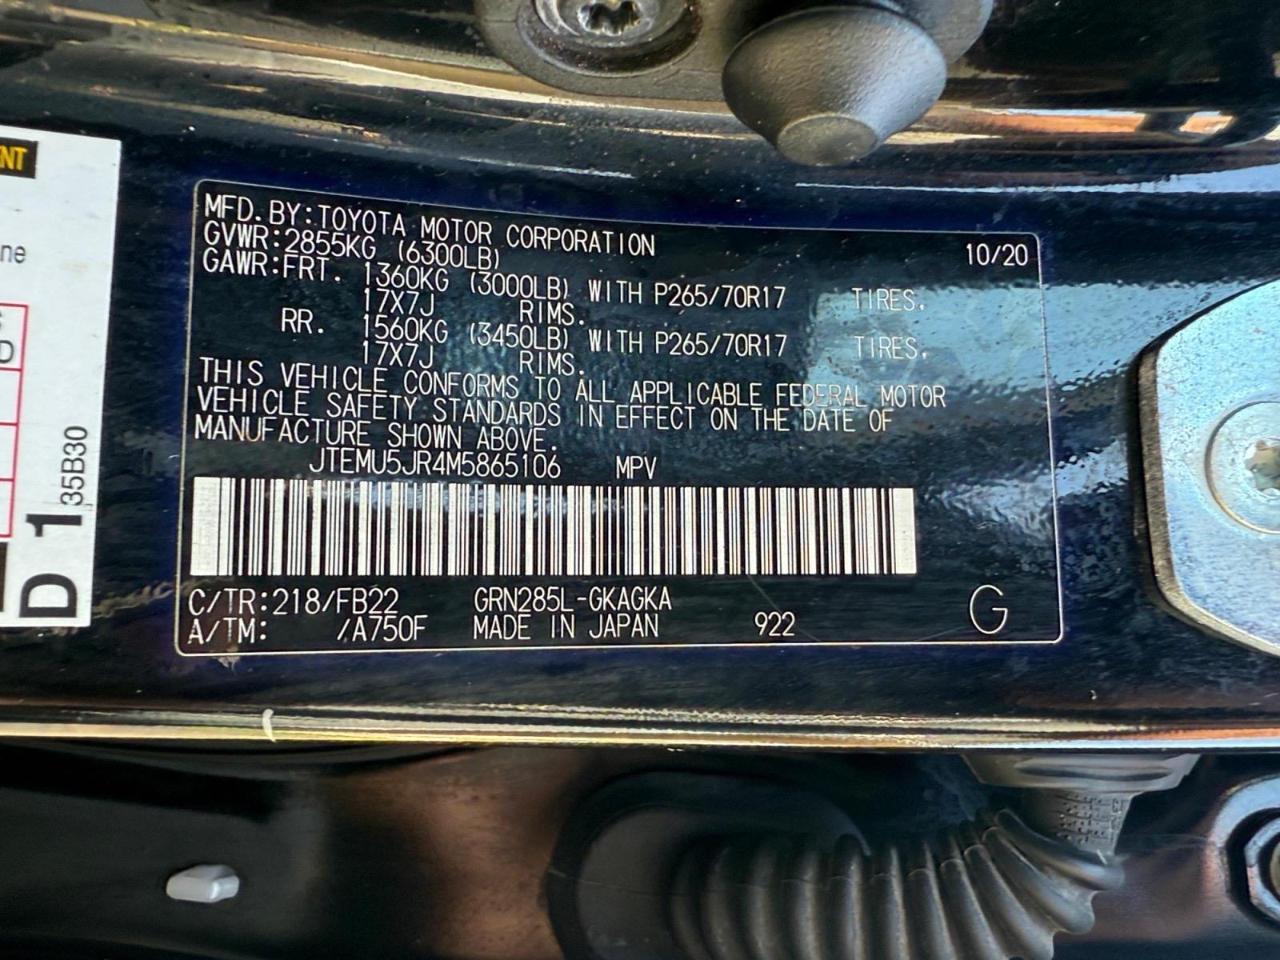 ENT
ne
S
D
D 1
35B30
MFD.BY:TOYOTA MOTOR CORPORATION 10/20
GVWR:2855KG (6300LB)
GAWR:FRT. 1360KG (3000LB) WITH P265/70R17 TIRES,
17X7J RIMS.
RR. 1560KG (3450LB) WITH P265/70R17 TIRES,
17X7J RIMS.
THIS VEHICLE CONFORMS TO ALL APPLICABLE FEDERAL MOTOR
VEHICLE SAFETY STANDARDS IN EFFECT ON THE DATE OF
MANUFACTURE SHOWN ABOVE.
JTEMU5JR4M5865106 MPV
C/TR:218/FB22 GRN285L-GKAGKA
A/TM: /A750F MADE IN JAPAN 922 G